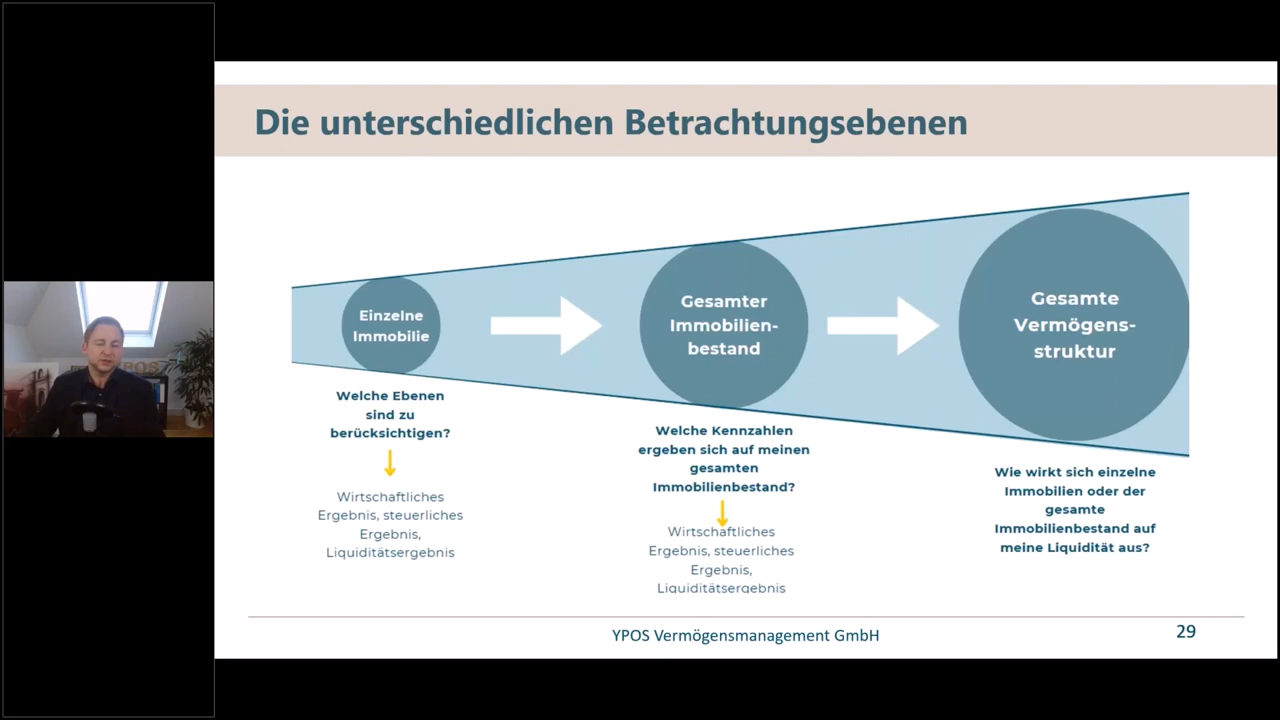 Die unterschiedlichen Betrachtungsebenen
Einzelne
Immobilie
Gesamter
Immobilien-
bestand
Gesamte
Vermögens-
struktur
Welche Ebenen
sind zu
berücksichtigen?
Wirtschaftliches
Ergebnis, steuerliches
Ergebnis,
Liquiditätsergebnis
Welche Kennzahlen
ergeben sich auf meinen
gesamten
Immobilienbestand?
Wirtschaftliches
Ergebnis, steuerliches
Ergebnis,
Liquiditätsergebnis
Wie wirkt sich einzelne
Immobilien oder der
gesamte
Immobilienbestand auf
meine Liquidität aus?
YPOS Vermögensmanagement GmbH
29
YPOS